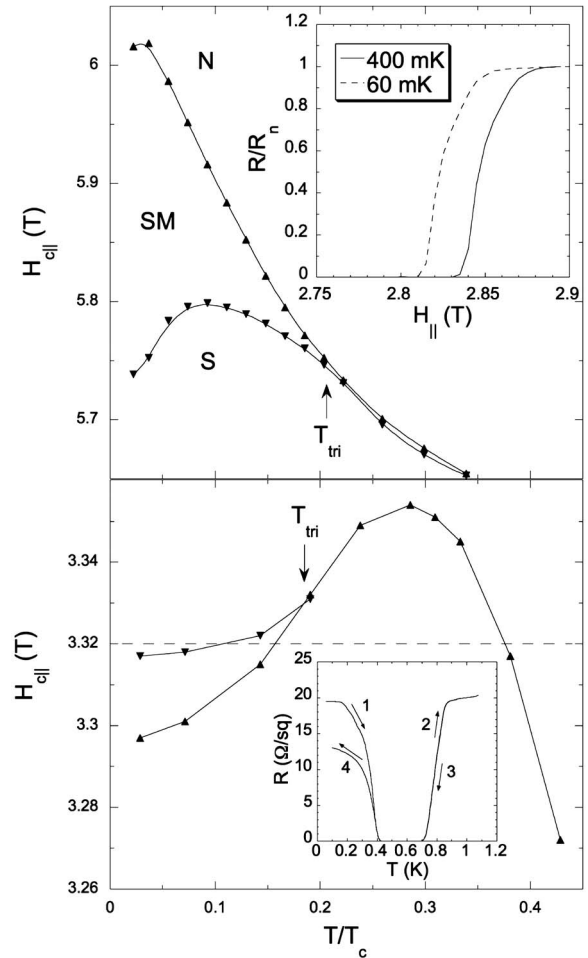 6
5.9
5.8
5.7
H_c|| (T)
N
SM
S
T_tri
400 mK
60 mK
R/R_n
1.2
1
0.8
0.6
0.4
0.2
0
2.75 2.8 2.85 2.9
H_|| (T)
3.34
3.32
3.3
3.28
3.26
H_c|| (T)
T_tri
R (Ω/sq)
25
20
15
10
5
0
1
2
3
4
0 0.2 0.4 0.6 0.8 1 1.2
T (K)
0 0.1 0.2 0.3 0.4
T/T_c